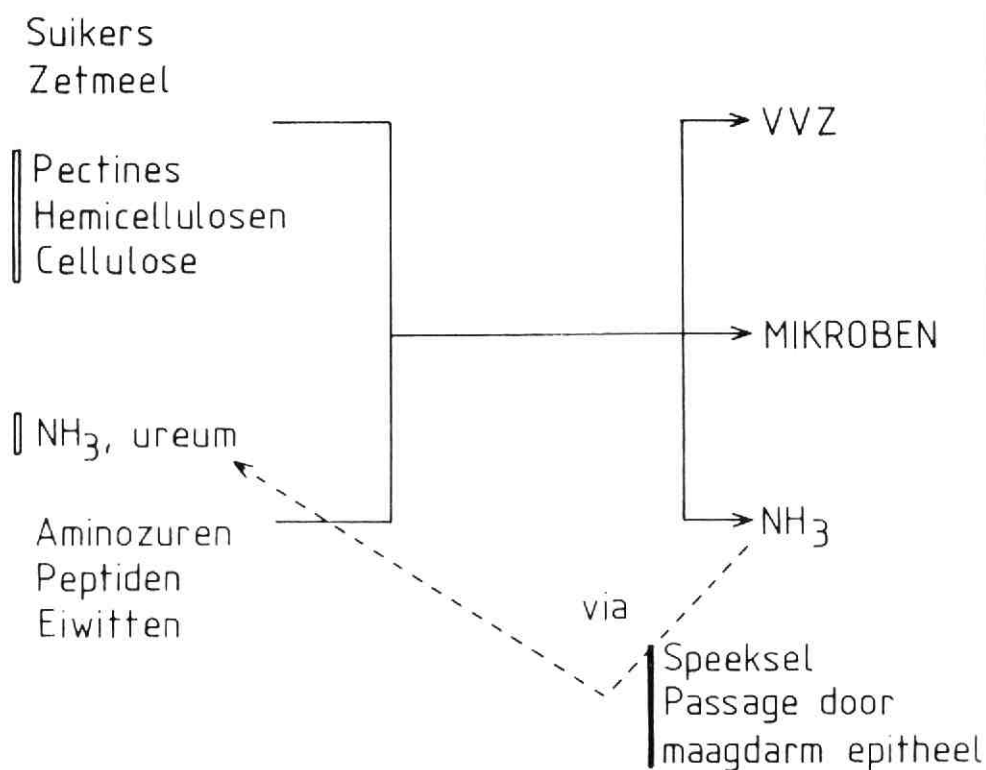 Suikers
Zetmeel
Pectines
Hemicellulosen
Cellulose
NH₃, ureum
Aminozuren
Peptiden
Eiwitten
VVZ
MIKROBEN
NH₃
via
Speeksel
Passage door
maagdarm epitheel